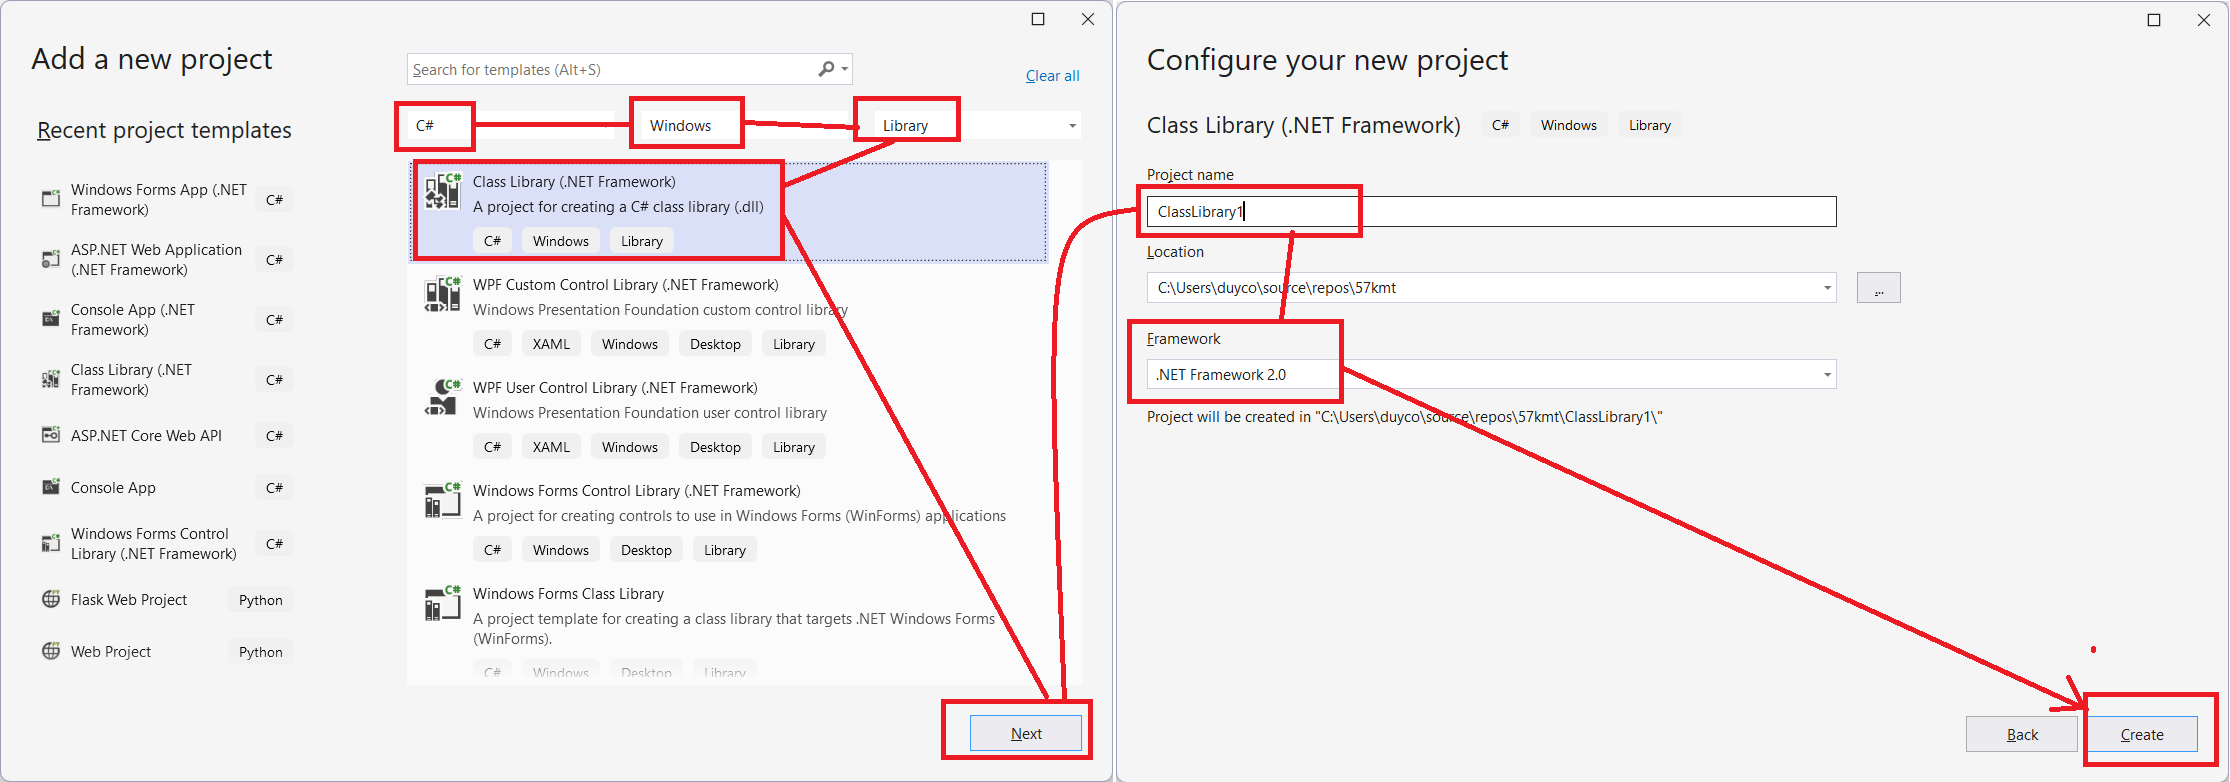 Add a new project
Search for templates (Alt+S)
Clear all
C#
Windows
Library
Recent project templates
Windows Forms App (.NET
Framework)
C#
ASP.NET Web Application
(.NET Framework)
C#
Console App (.NET
Framework)
C#
Class Library (.NET
Framework)
C#
ASP.NET Core Web API
C#
Console App
C#
Windows Forms Control
Library (.NET Framework)
C#
Flask Web Project
Python
Web Project
Python
Class Library (.NET Framework)
A project for creating a C# class library (.dll)
C# Windows Library
WPF Custom Control Library (.NET Framework)
Windows Presentation Foundation custom control library
C# XAML Windows Desktop Library
WPF User Control Library (.NET Framework)
Windows Presentation Foundation user control library
C# XAML Windows Desktop Library
Windows Forms Control Library (.NET Framework)
A project for creating controls to use in Windows Forms (WinForms) applications
C# Windows Desktop Library
Windows Forms Class Library
A project template for creating a class library that targets .NET Windows Forms
(WinForms).
C# Windows Desktop Library
Next
Configure your new project
Class Library (.NET Framework) C# Windows Library
Project name
ClassLibrary1
Location
C:\Users\duyco\source\repos\57kmt
...
Framework
.NET Framework 2.0
Project will be created in "C:\Users\duyco\source\repos\57kmt\ClassLibrary1\"
Back
Create